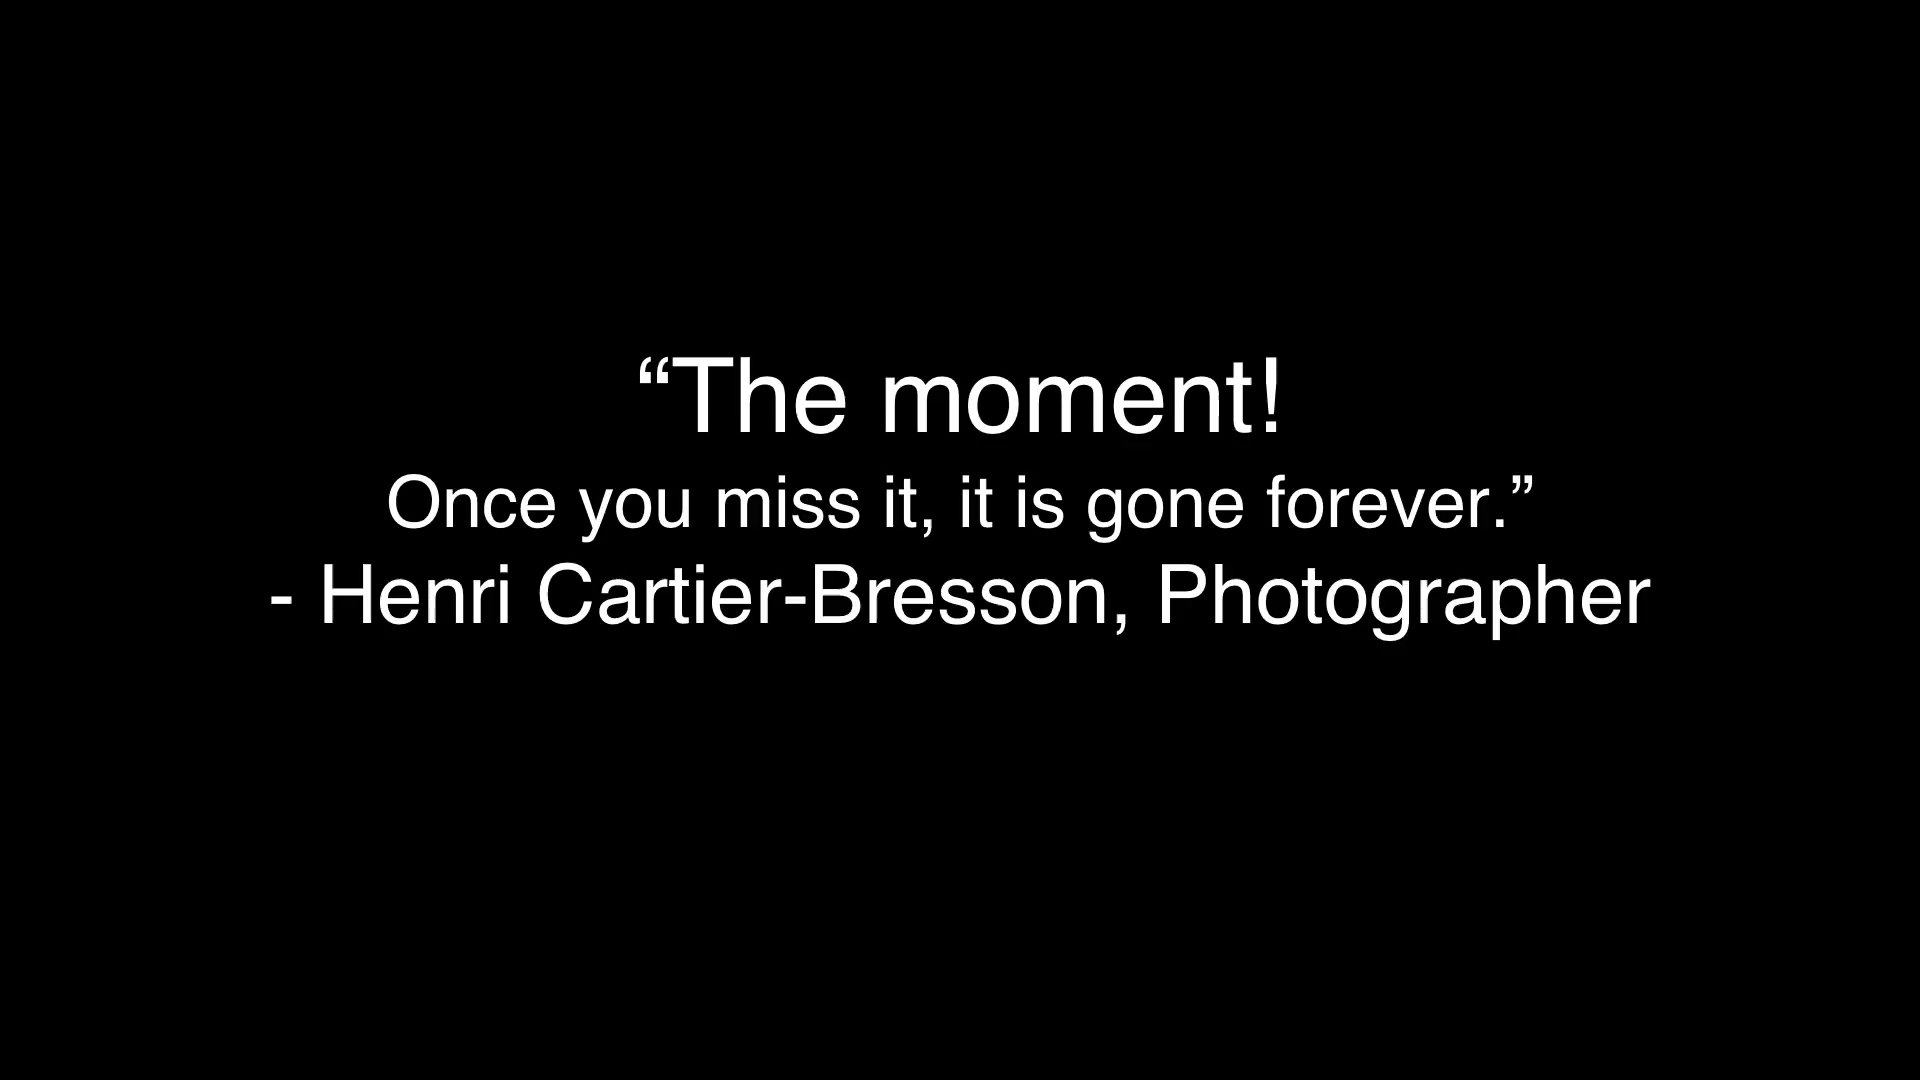 “The moment!
Once you miss it, it is gone forever.”
- Henri Cartier-Bresson, Photographer